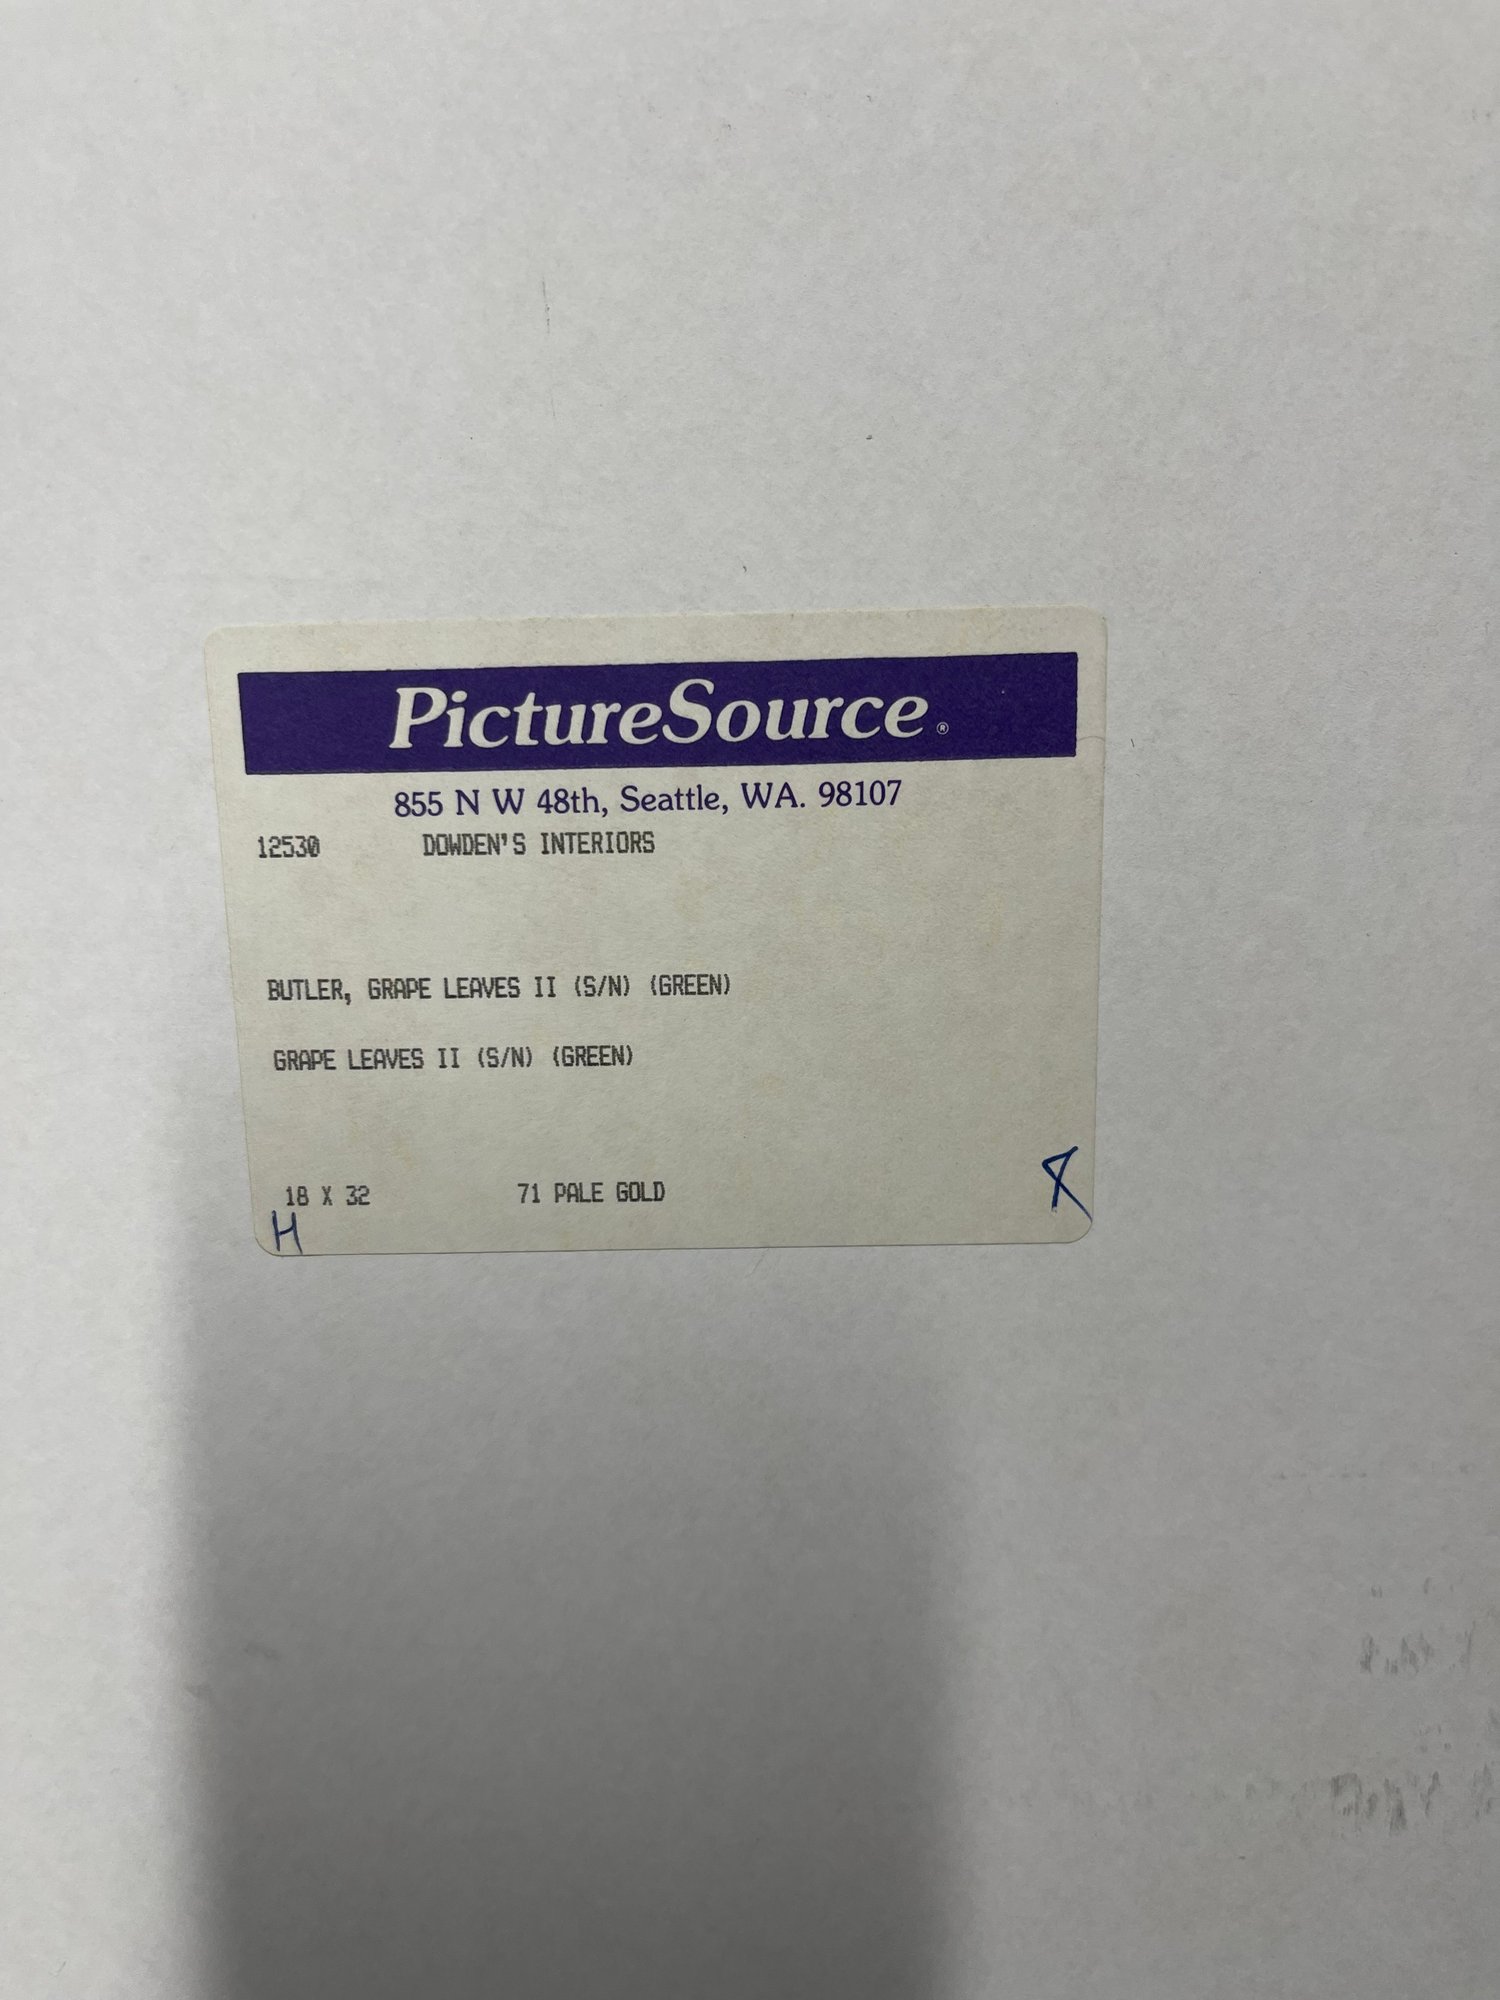 PictureSource®
855 N W 48th, Seattle, WA. 98107
12530 DOWDEN'S INTERIORS
BUTLER, GRAPE LEAVES II (S/N) (GREEN)
GRAPE LEAVES II (S/N) (GREEN)
18 X 32 71 PALE GOLD
H